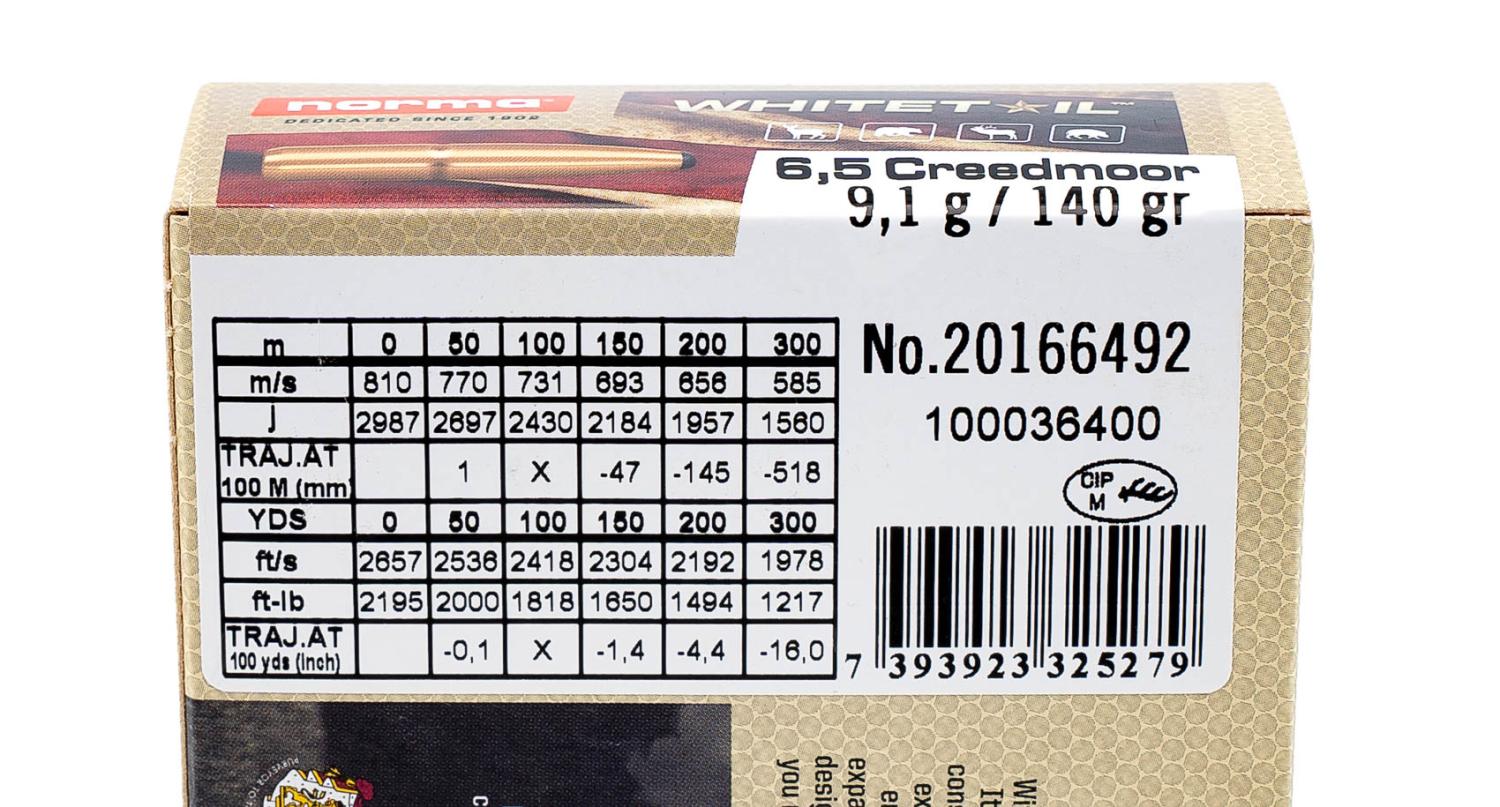 norma
DEDICATED SINCE 1902
WHITET★IL™
6,5 Creedmoor
9,1 g / 140 gr
m 0 50 100 150 200 300
m/s 810 770 731 693 656 585
J 2987 2697 2430 2184 1957 1560
TRAJ.AT
100 M (mm) 1 X -47 -145 -518
YDS 0 50 100 150 200 300
ft/s 2657 2536 2418 2304 2192 1978
ft-lb 2195 2000 1818 1650 1494 1217
TRAJ.AT
100 yds (inch) -0,1 X -1,4 -4,4 -16,0
No.20166492
100036400
CIP
M
7 393923 325279